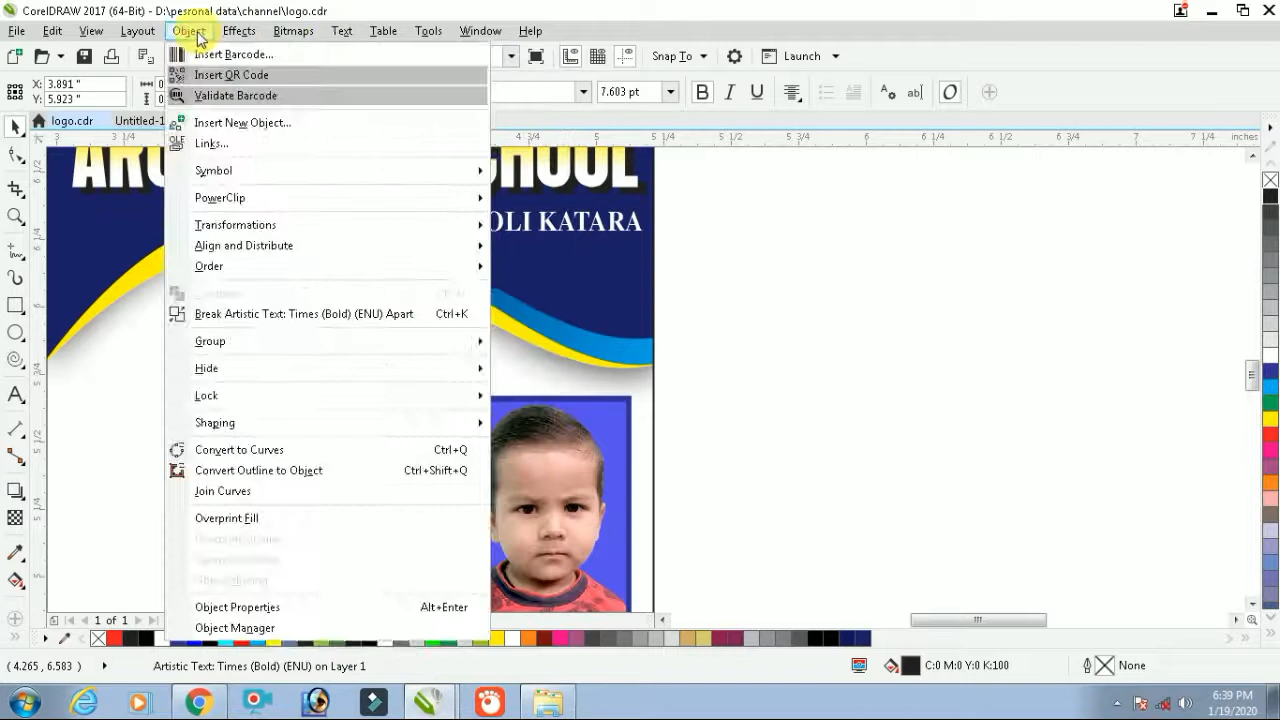 CorelDRAW 2017 (64-Bit) - D:\pesronal data\channel\logo.cdr
File Edit View Layout Object Effects Bitmaps Text Table Tools Window Help
Snap To Launch
X: 3.891 "
Y: 5.923 "
7.603 pt
logo.cdr Untitled-1
inches
Insert Barcode...
Insert QR Code
Validate Barcode
Insert New Object...
Links...
Symbol
PowerClip
Transformations
Align and Distribute
Order
Break Artistic Text: Times (Bold) (ENU) Apart Ctrl+K
Group
Hide
Lock
Shaping
Convert to Curves Ctrl+Q
Convert Outline to Object Ctrl+Shift+Q
Join Curves
Overprint Fill
Object Properties Alt+Enter
Object Manager
OLI KATARA
1 of 1
( 4.265 , 6.583 ) Artistic Text: Times (Bold) (ENU) on Layer 1 C:0 M:0 Y:0 K:100 None
6:39 PM
1/19/2020